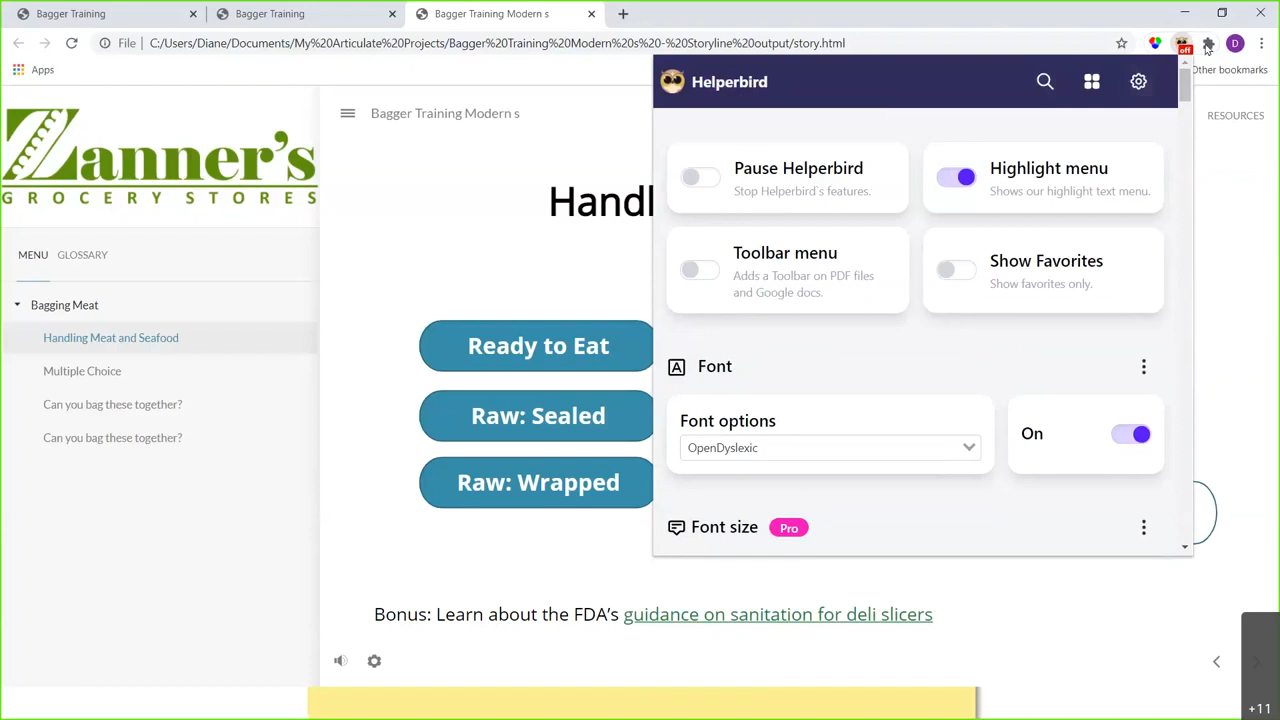 Bagger Training
Bagger Training
Bagger Training Modern s
File
C:/Users/Diane/Documents/My%20Articulate%20Projects/Bagger%20Training%20Modern%20s%20-%20Storyline%20output/story.html
off
D
Apps
Other bookmarks
Zanner's
GROCERY STORES
MENU
GLOSSARY
Bagging Meat
Handling Meat and Seafood
Multiple Choice
Can you bag these together?
Can you bag these together?
Bagger Training Modern s
RESOURCES
Handl
Ready to Eat
Raw: Sealed
Raw: Wrapped
Bonus: Learn about the FDA's guidance on sanitation for deli slicers
Helperbird
Pause Helperbird
Stop Helperbird`s features.
Highlight menu
Shows our highlight text menu.
Toolbar menu
Adds a Toolbar on PDF files
and Google docs.
Show Favorites
Show favorites only.
A
Font
Font options
OpenDyslexic
On
Font size
Pro
+11